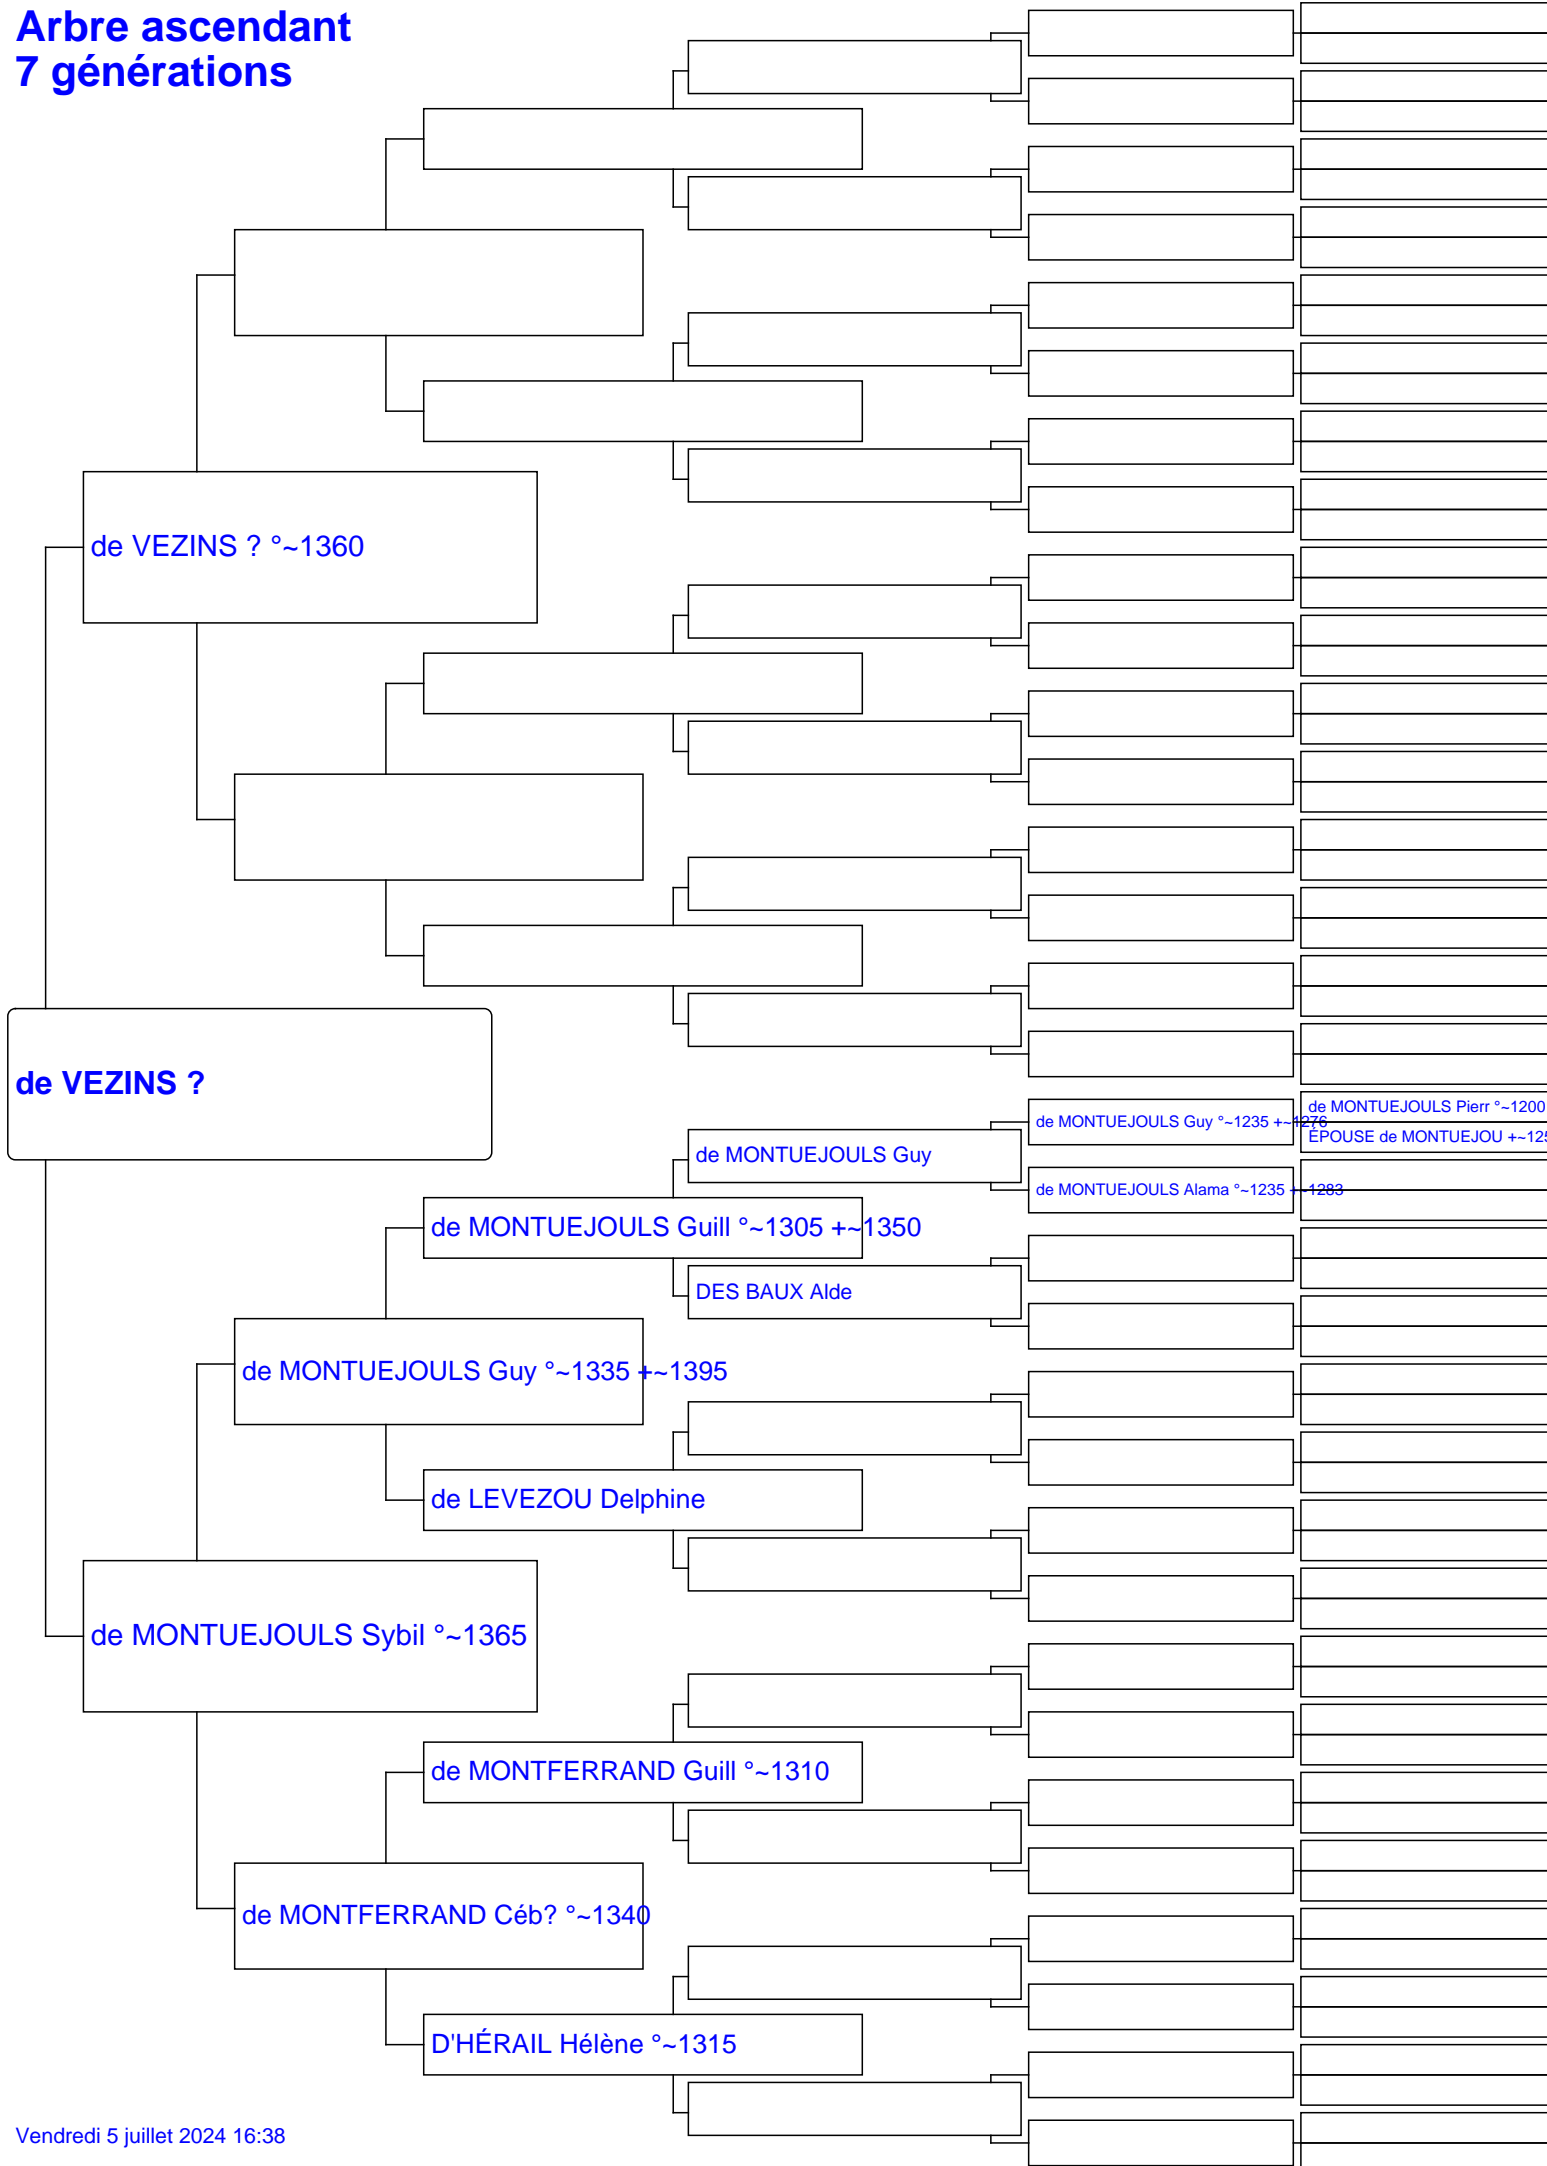 Arbre ascendant
7 générations
de VEZINS ? °~1360
de VEZINS ?
de MONTUEJOULS Pierr °~1200
de MONTUEJOULS Guy °~1235 +~1276
ÉPOUSE de MONTUEJOU +~125
de MONTUEJOULS Guy
de MONTUEJOULS Alama °~1235 +~1283
de MONTUEJOULS Guill °~1305 +~1350
DES BAUX Alde
de MONTUEJOULS Guy °~1335 +~1395
de LEVEZOU Delphine
de MONTUEJOULS Sybil °~1365
de MONTFERRAND Guill °~1310
de MONTFERRAND Céb? °~1340
D'HÉRAIL Hélène °~1315
Vendredi 5 juillet 2024 16:38